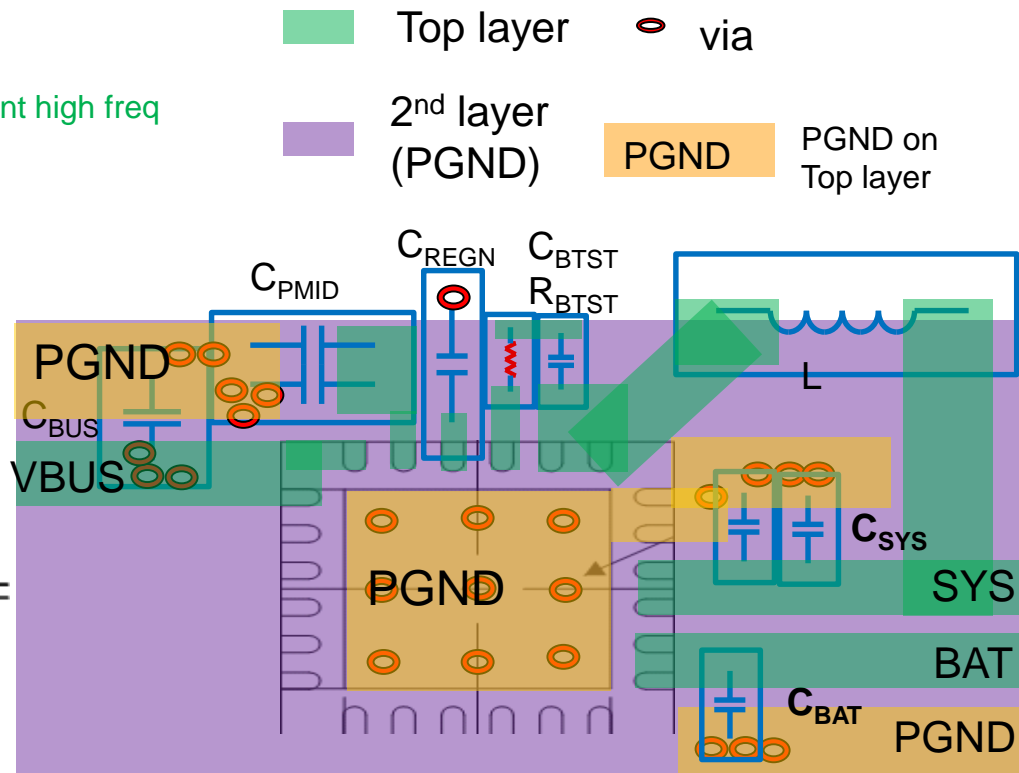 Top layer
via
nt high freq
2nd layer
(PGND)
PGND
PGND on
Top layer
CREGN
CBTST
RBTST
CPMID
PGND
L
CBUS
VBUS
CSYS
PGND
=
SYS
BAT
CBAT
PGND